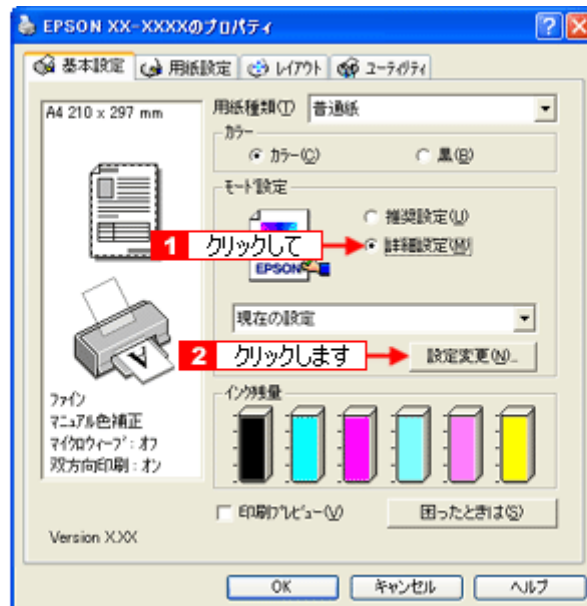 EPSON XX-XXXXのプロパティ
基本設定 用紙設定 レイアウト ユーティリティ
A4 210 x 297 mm
用紙種類(T) 普通紙
カラー
カラー(C) 黒(B)
モード設定
推奨設定(U)
1 クリックして
詳細設定(M)
EPSON
現在の設定
2 クリックします
設定変更(N)...
A
ファイン
マニュアル色補正
マイクロウィーブ：オフ
双方向印刷：オン
インク残量
印刷プレビュー(V) 困ったときは(S)
Version X.XX
OK キャンセル ヘルプ